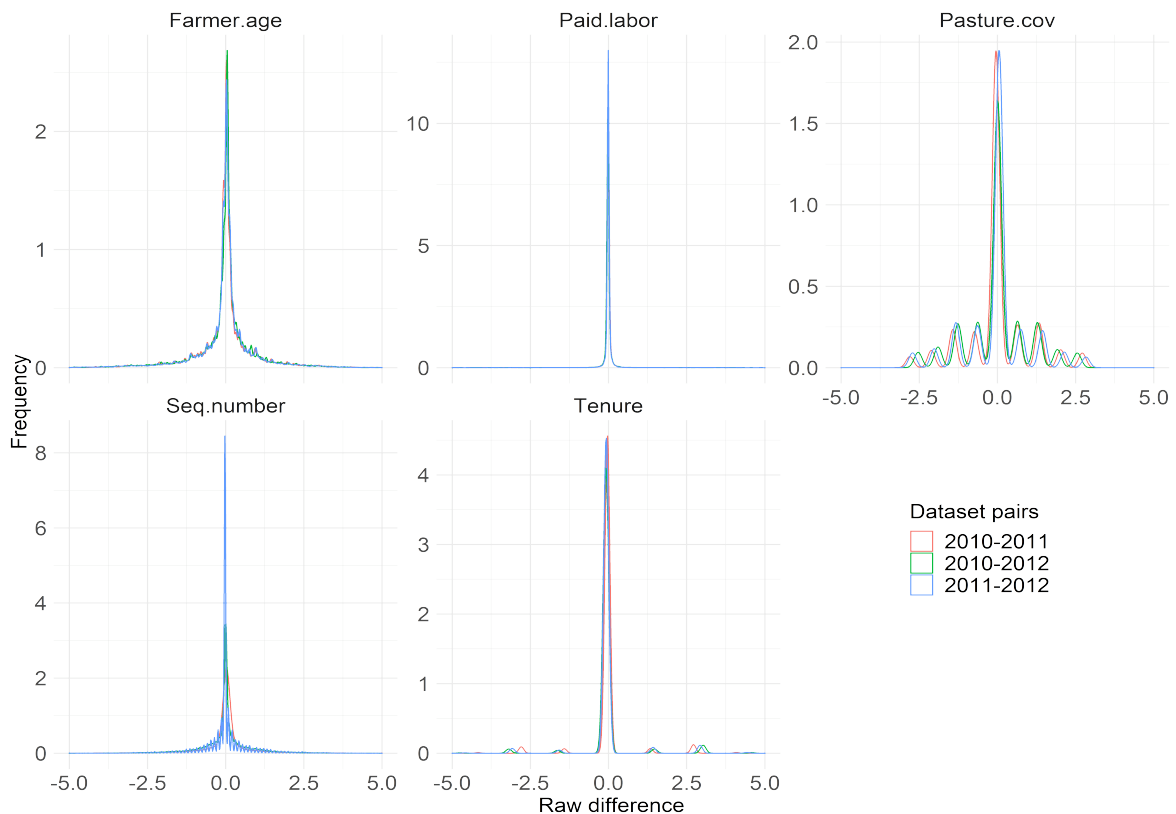 Farmer.age
Paid.labor
Pasture.cov
2
1
0
10
5
0
2.0
1.5
1.0
0.5
0.0
-5.0 -2.5 0.0 2.5 5.0
Frequency
Seq.number
Tenure
8
6
4
2
0
4
3
2
1
0
-5.0 -2.5 0.0 2.5 5.0
-5.0 -2.5 0.0 2.5 5.0
Raw difference
Dataset pairs
2010-2011
2010-2012
2011-2012